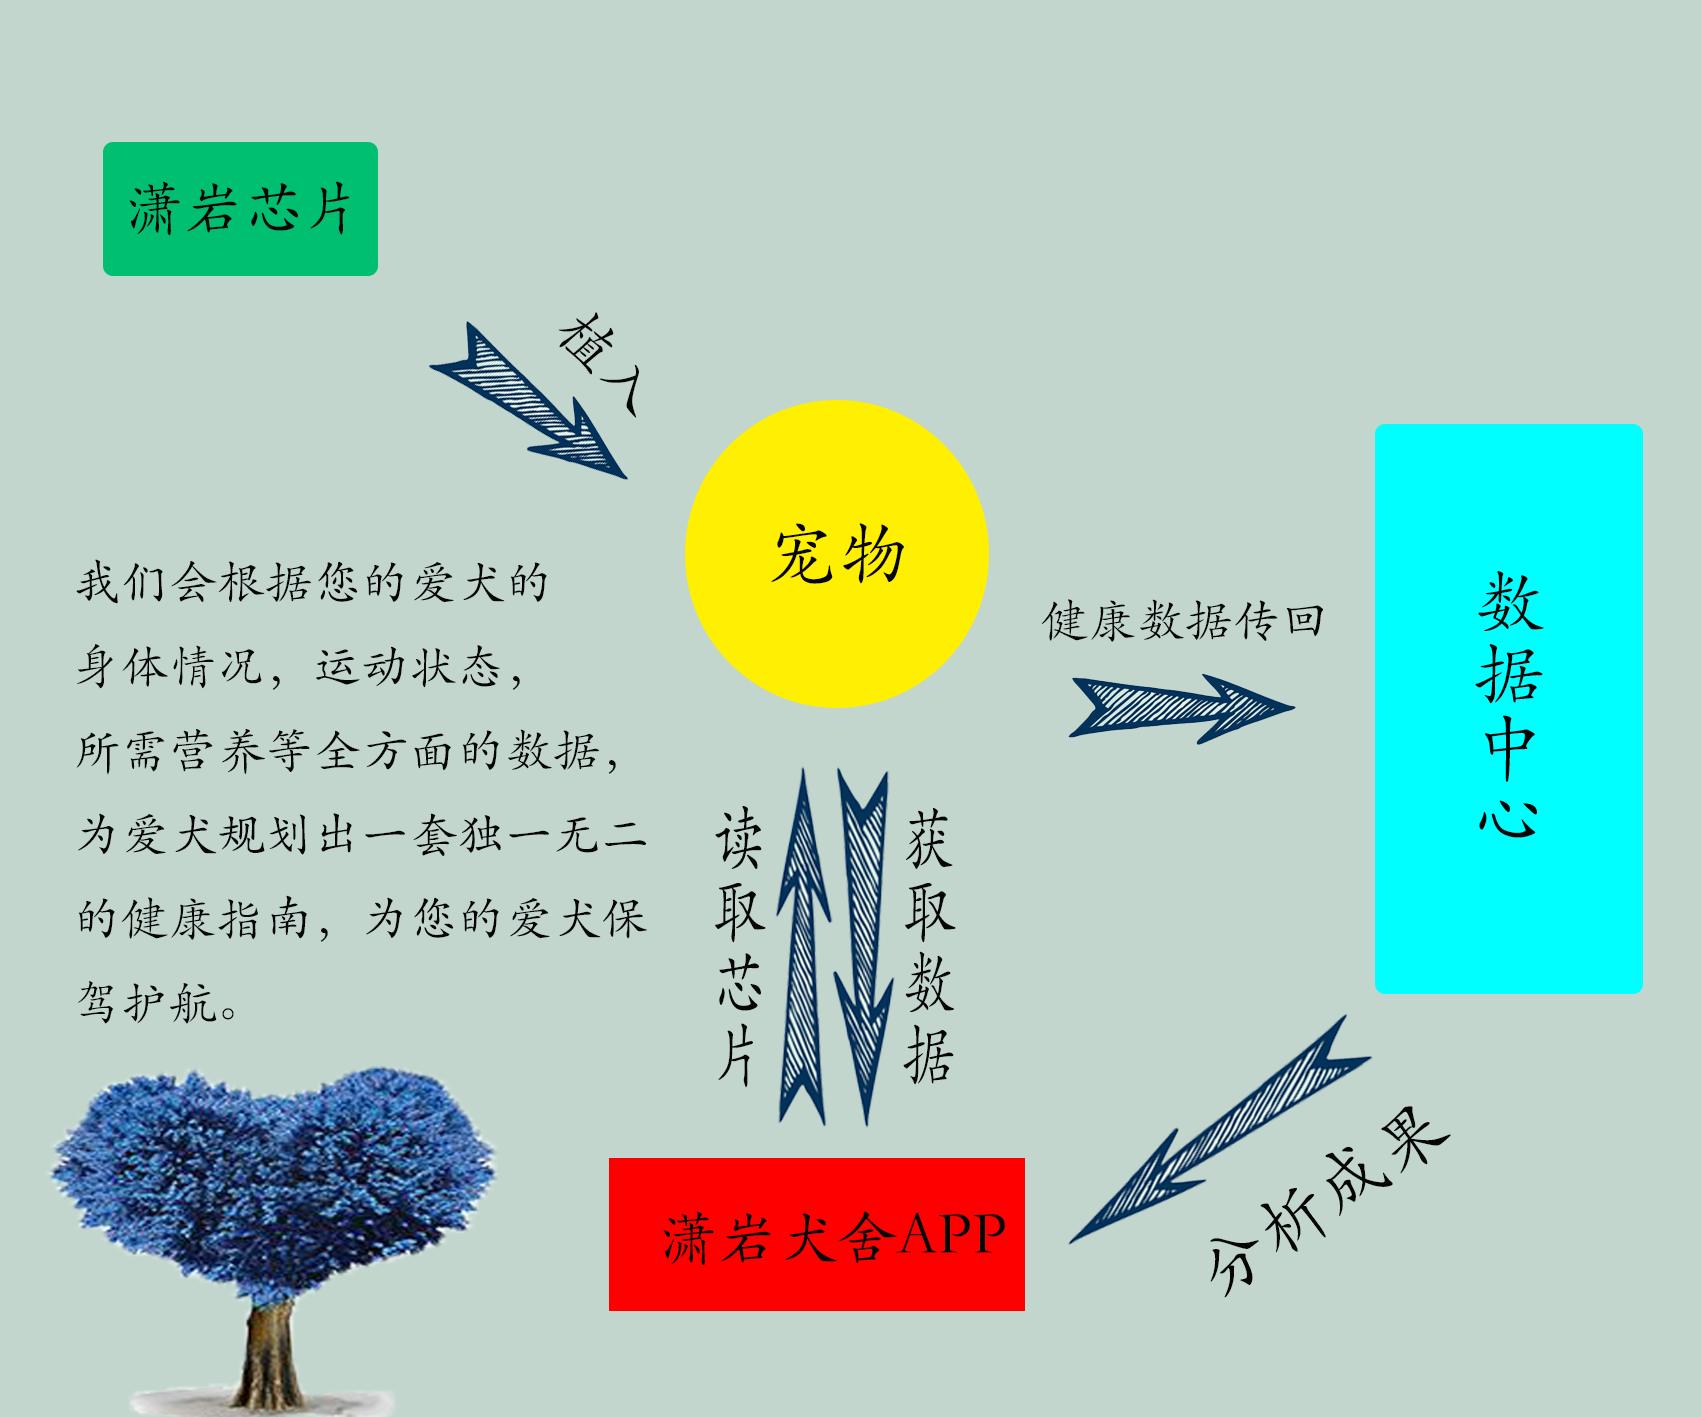 潇岩芯片
植入
宠物
我们会根据您的爱犬的
身体情况，运动状态，
所需营养等全方面的数据，
为爱犬规划出一套独一无二
的健康指南，为您的爱犬保
驾护航。
健康数据传回
数据中心
读取芯片
获取数据
分析成果
潇岩犬舍APP